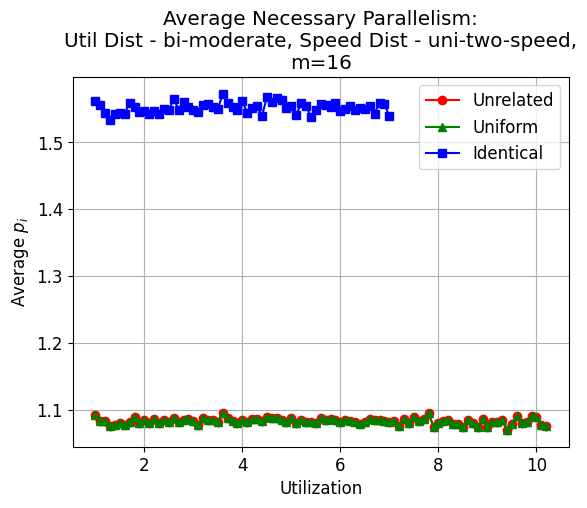 Average Necessary Parallelism:
Util Dist - bi-moderate, Speed Dist - uni-two-speed,
m=16
Unrelated
Uniform
Identical
1.5
1.4
1.3
1.2
1.1
Average p_i
2
4
6
8
10
Utilization